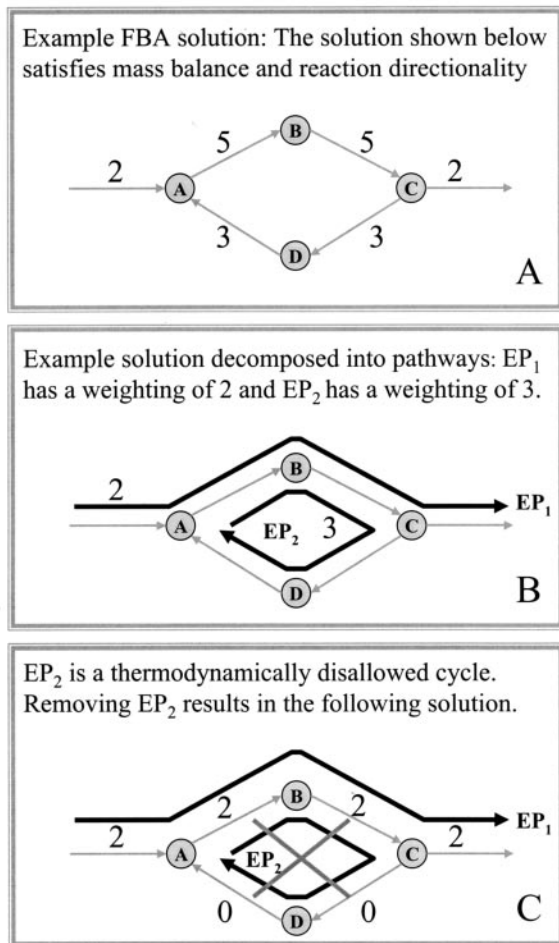 Example FBA solution: The solution shown below
satisfies mass balance and reaction directionality
B
5
5
2
A
C
2
3
3
D
A
Example solution decomposed into pathways: EP1
has a weighting of 2 and EP2 has a weighting of 3.
2
B
EP1
A
EP2
3
C
D
B
EP2 is a thermodynamically disallowed cycle.
Removing EP2 results in the following solution.
2
B
2
EP1
2
2
A
EP2
C
0
0
D
C